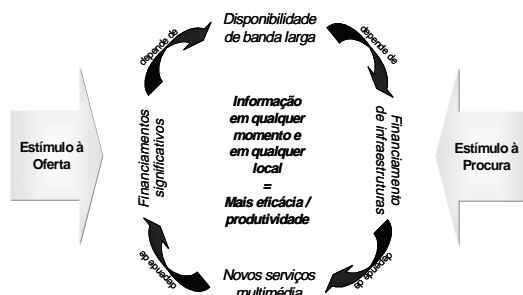 Disponibilidade
de banda larga
depende de
depende de
Estímulo à
Oferta
Financiamentos
significativos
Informação
em qualquer
momento e
em qualquer
local
=
Mais eficácia /
produtividade
Financiamento
de infraestruturas
Estímulo à
Procura
depende de
depende de
Novos serviços
multimédia